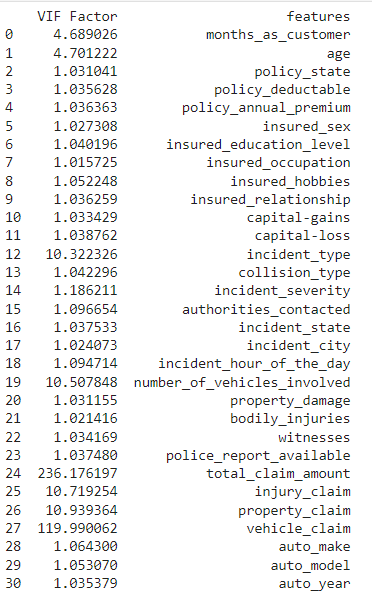 VIF Factor features
0 4.689026 months_as_customer
1 4.701222 age
2 1.031041 policy_state
3 1.035628 policy_deductable
4 1.036363 policy_annual_premium
5 1.027308 insured_sex
6 1.040196 insured_education_level
7 1.015725 insured_occupation
8 1.052248 insured_hobbies
9 1.036259 insured_relationship
10 1.033429 capital-gains
11 1.038762 capital-loss
12 10.322326 incident_type
13 1.042296 collision_type
14 1.186211 incident_severity
15 1.096654 authorities_contacted
16 1.037533 incident_state
17 1.024073 incident_city
18 1.094714 incident_hour_of_the_day
19 10.507848 number_of_vehicles_involved
20 1.031155 property_damage
21 1.021416 bodily_injuries
22 1.034169 witnesses
23 1.037480 police_report_available
24 236.176197 total_claim_amount
25 10.719254 injury_claim
26 10.939364 property_claim
27 119.990062 vehicle_claim
28 1.064300 auto_make
29 1.053070 auto_model
30 1.035379 auto_year